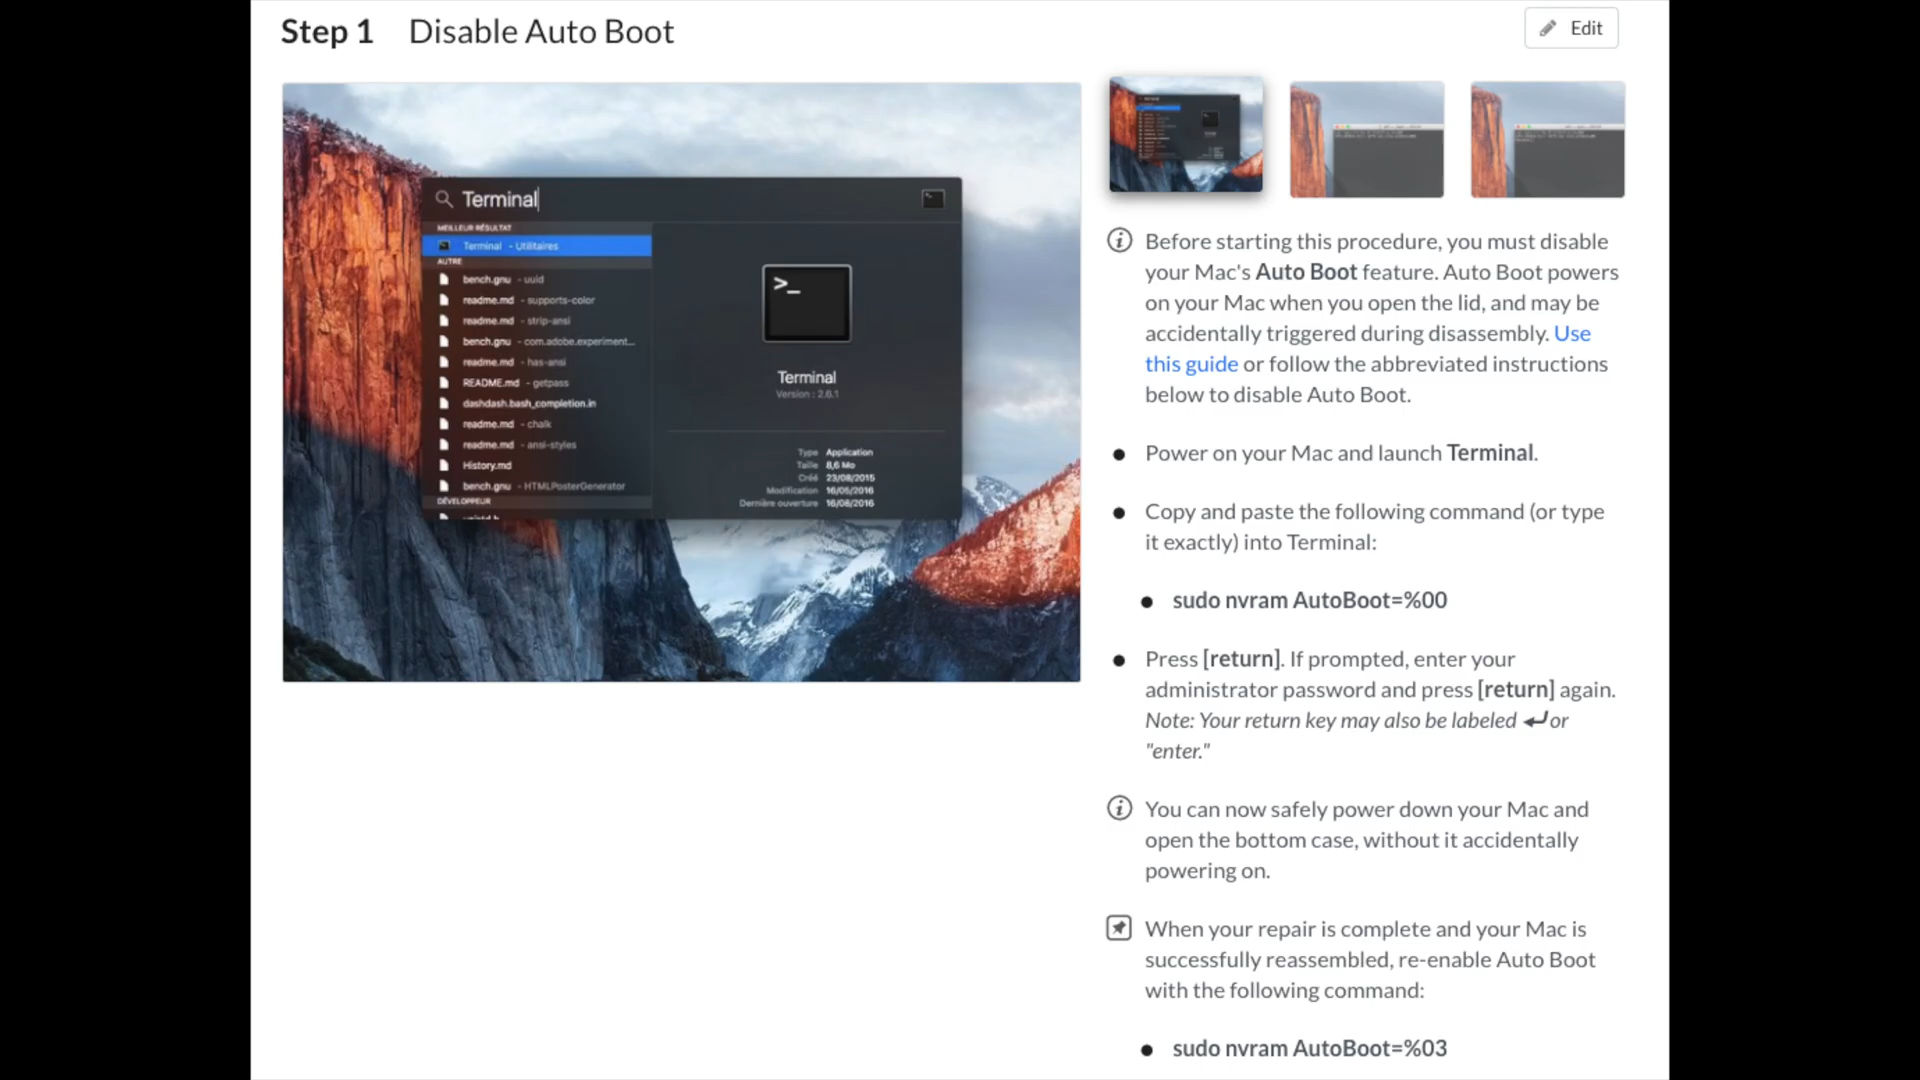 Step 1 Disable Auto Boot
Edit
Terminal
MEILLEUR RÉSULTAT
Terminal - Utilitaires
AUTRE
bench.gnu - uuid
readme.md - supports-color
readme.md - strip-ansi
bench.gnu - com.adobe.experiment...
readme.md - has-ansi
README.md - getpass
dashdash.bash_completion.in
readme.md - chalk
readme.md - ansi-styles
History.md
bench.gnu - HTMLPosterGenerator
DÉVELOPPEUR
>_
Terminal
Version : 2.6.1
Type Application
Taille 8,6 Mo
Créé 23/08/2015
Modification 16/05/2016
Dernière ouverture 16/08/2016
Before starting this procedure, you must disable
your Mac's Auto Boot feature. Auto Boot powers
on your Mac when you open the lid, and may be
accidentally triggered during disassembly. Use
this guide or follow the abbreviated instructions
below to disable Auto Boot.
Power on your Mac and launch Terminal.
Copy and paste the following command (or type
it exactly) into Terminal:
sudo nvram AutoBoot=%00
Press [return]. If prompted, enter your
administrator password and press [return] again.
Note: Your return key may also be labeled ↵ or
"enter."
You can now safely power down your Mac and
open the bottom case, without it accidentally
powering on.
When your repair is complete and your Mac is
successfully reassembled, re-enable Auto Boot
with the following command:
sudo nvram AutoBoot=%03